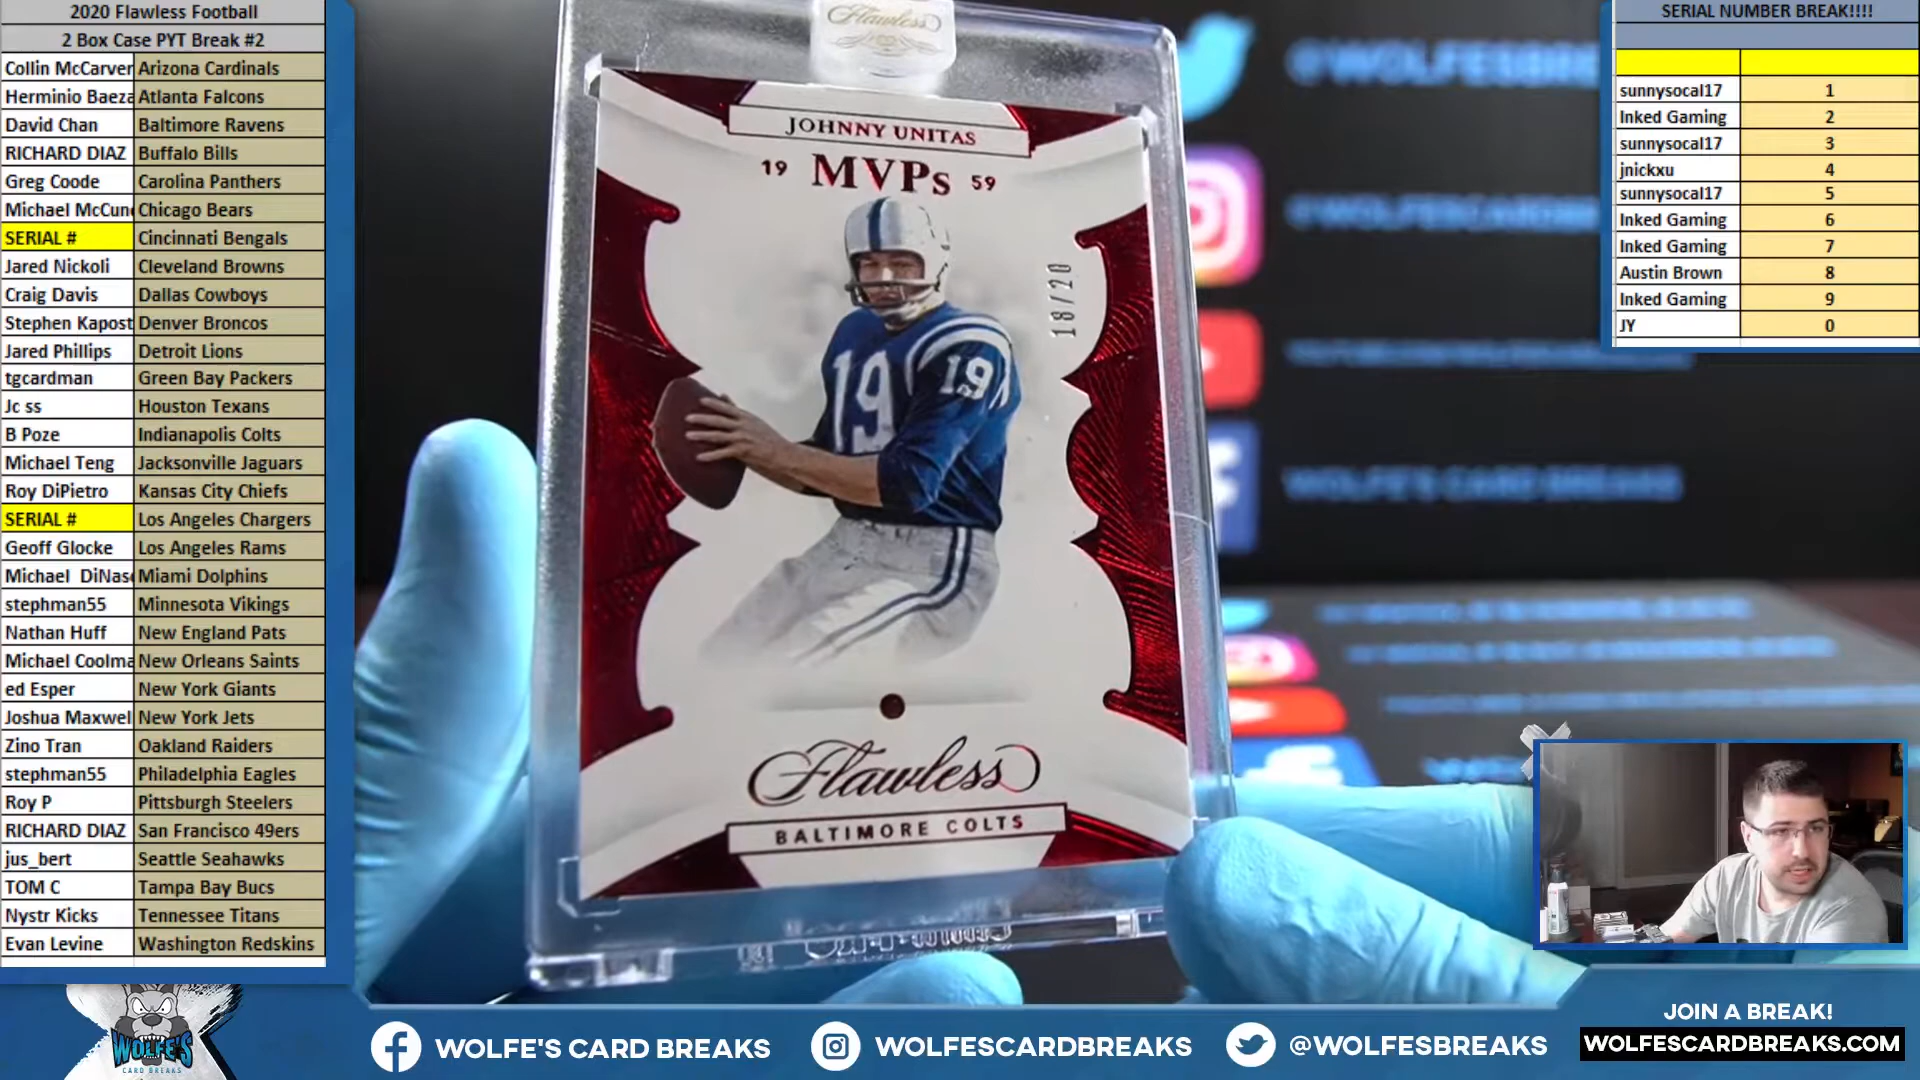 2020 Flawless Football
2 Box Case PYT Break #2
Collin McCarver Arizona Cardinals
Herminio Baeza Atlanta Falcons
David Chan Baltimore Ravens
RICHARD DIAZ Buffalo Bills
Greg Coode Carolina Panthers
Michael McCun Chicago Bears
SERIAL # Cincinnati Bengals
Jared Nickoli Cleveland Browns
Craig Davis Dallas Cowboys
Stephen Kapost Denver Broncos
Jared Phillips Detroit Lions
tgcardman Green Bay Packers
Jc ss Houston Texans
B Poze Indianapolis Colts
Michael Teng Jacksonville Jaguars
Roy DiPietro Kansas City Chiefs
SERIAL # Los Angeles Chargers
Geoff Glocke Los Angeles Rams
Michael DiNas Miami Dolphins
stephman55 Minnesota Vikings
Nathan Huff New England Pats
Michael Coolma New Orleans Saints
ed Esper New York Giants
Joshua Maxwel New York Jets
Zino Tran Oakland Raiders
stephman55 Philadelphia Eagles
Roy P Pittsburgh Steelers
RICHARD DIAZ San Francisco 49ers
jus_bert Seattle Seahawks
TOM C Tampa Bay Bucs
Nystr Kicks Tennessee Titans
Evan Levine Washington Redskins
Flawless
JOHNNY UNITAS
19 MVPs 59
18/20
19
19
Flawless
BALTIMORE COLTS
@WOLFESBRE
WOLFE'S CARD BREAKS
SERIAL NUMBER BREAK!!!!
sunnysocal17 1
Inked Gaming 2
sunnysocal17 3
jnickxu 4
sunnysocal17 5
Inked Gaming 6
Inked Gaming 7
Austin Brown 8
Inked Gaming 9
JY 0
WOLFE'S
CARD BREAKS
WOLFE'S CARD BREAKS
WOLFESCARDBREAKS
@WOLFESBREAKS
JOIN A BREAK!
WOLFESCARDBREAKS.COM